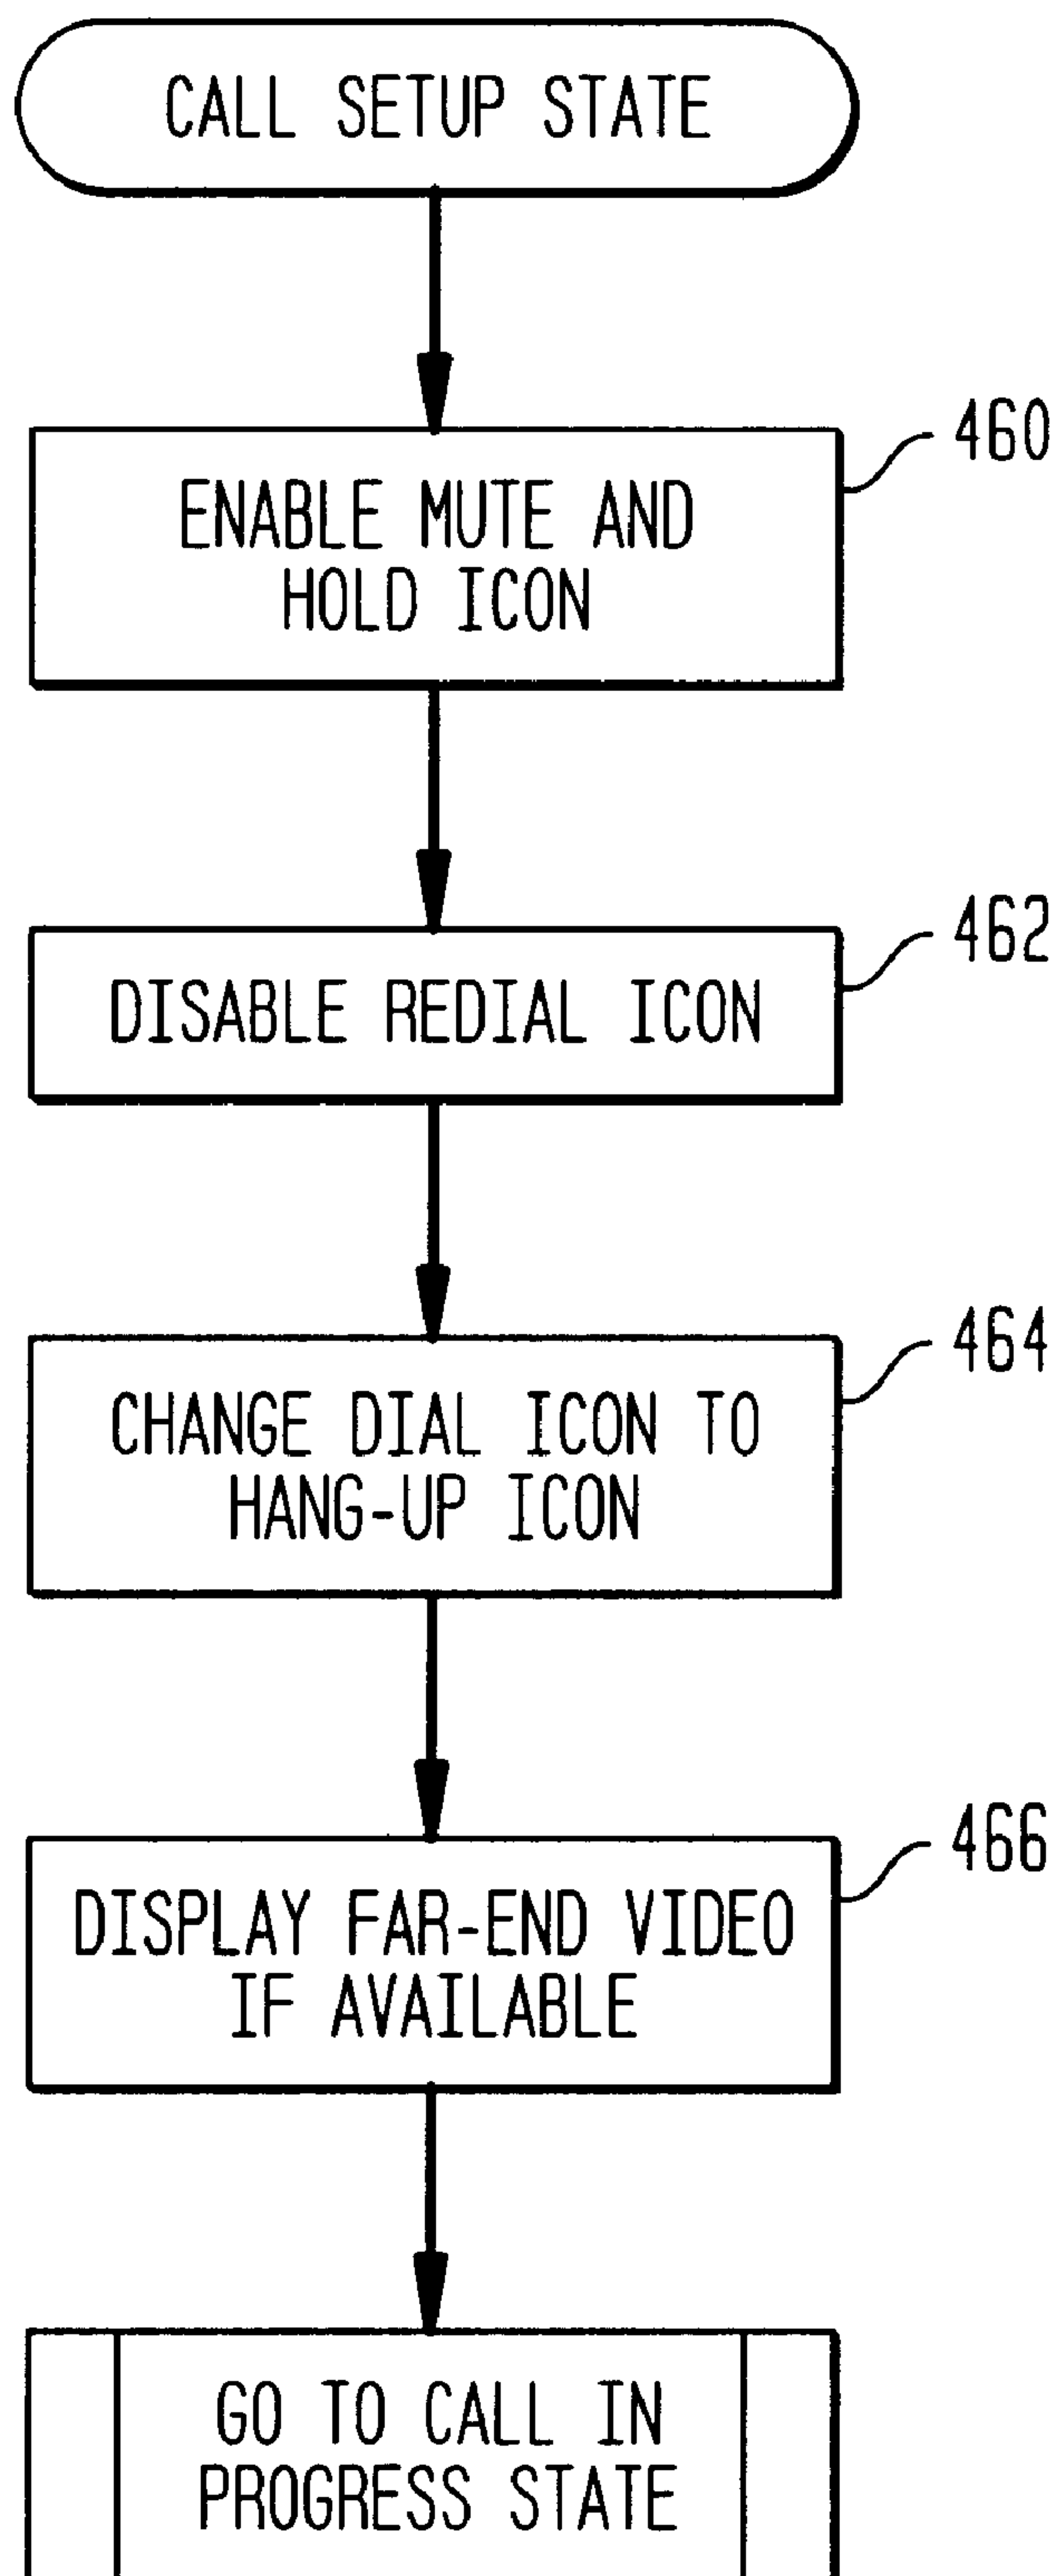 CALL SETUP STATE
460
ENABLE MUTE AND
HOLD ICON
462
DISABLE REDIAL ICON
464
CHANGE DIAL ICON TO
HANG-UP ICON
466
DISPLAY FAR-END VIDEO
IF AVAILABLE
GO TO CALL IN
PROGRESS STATE